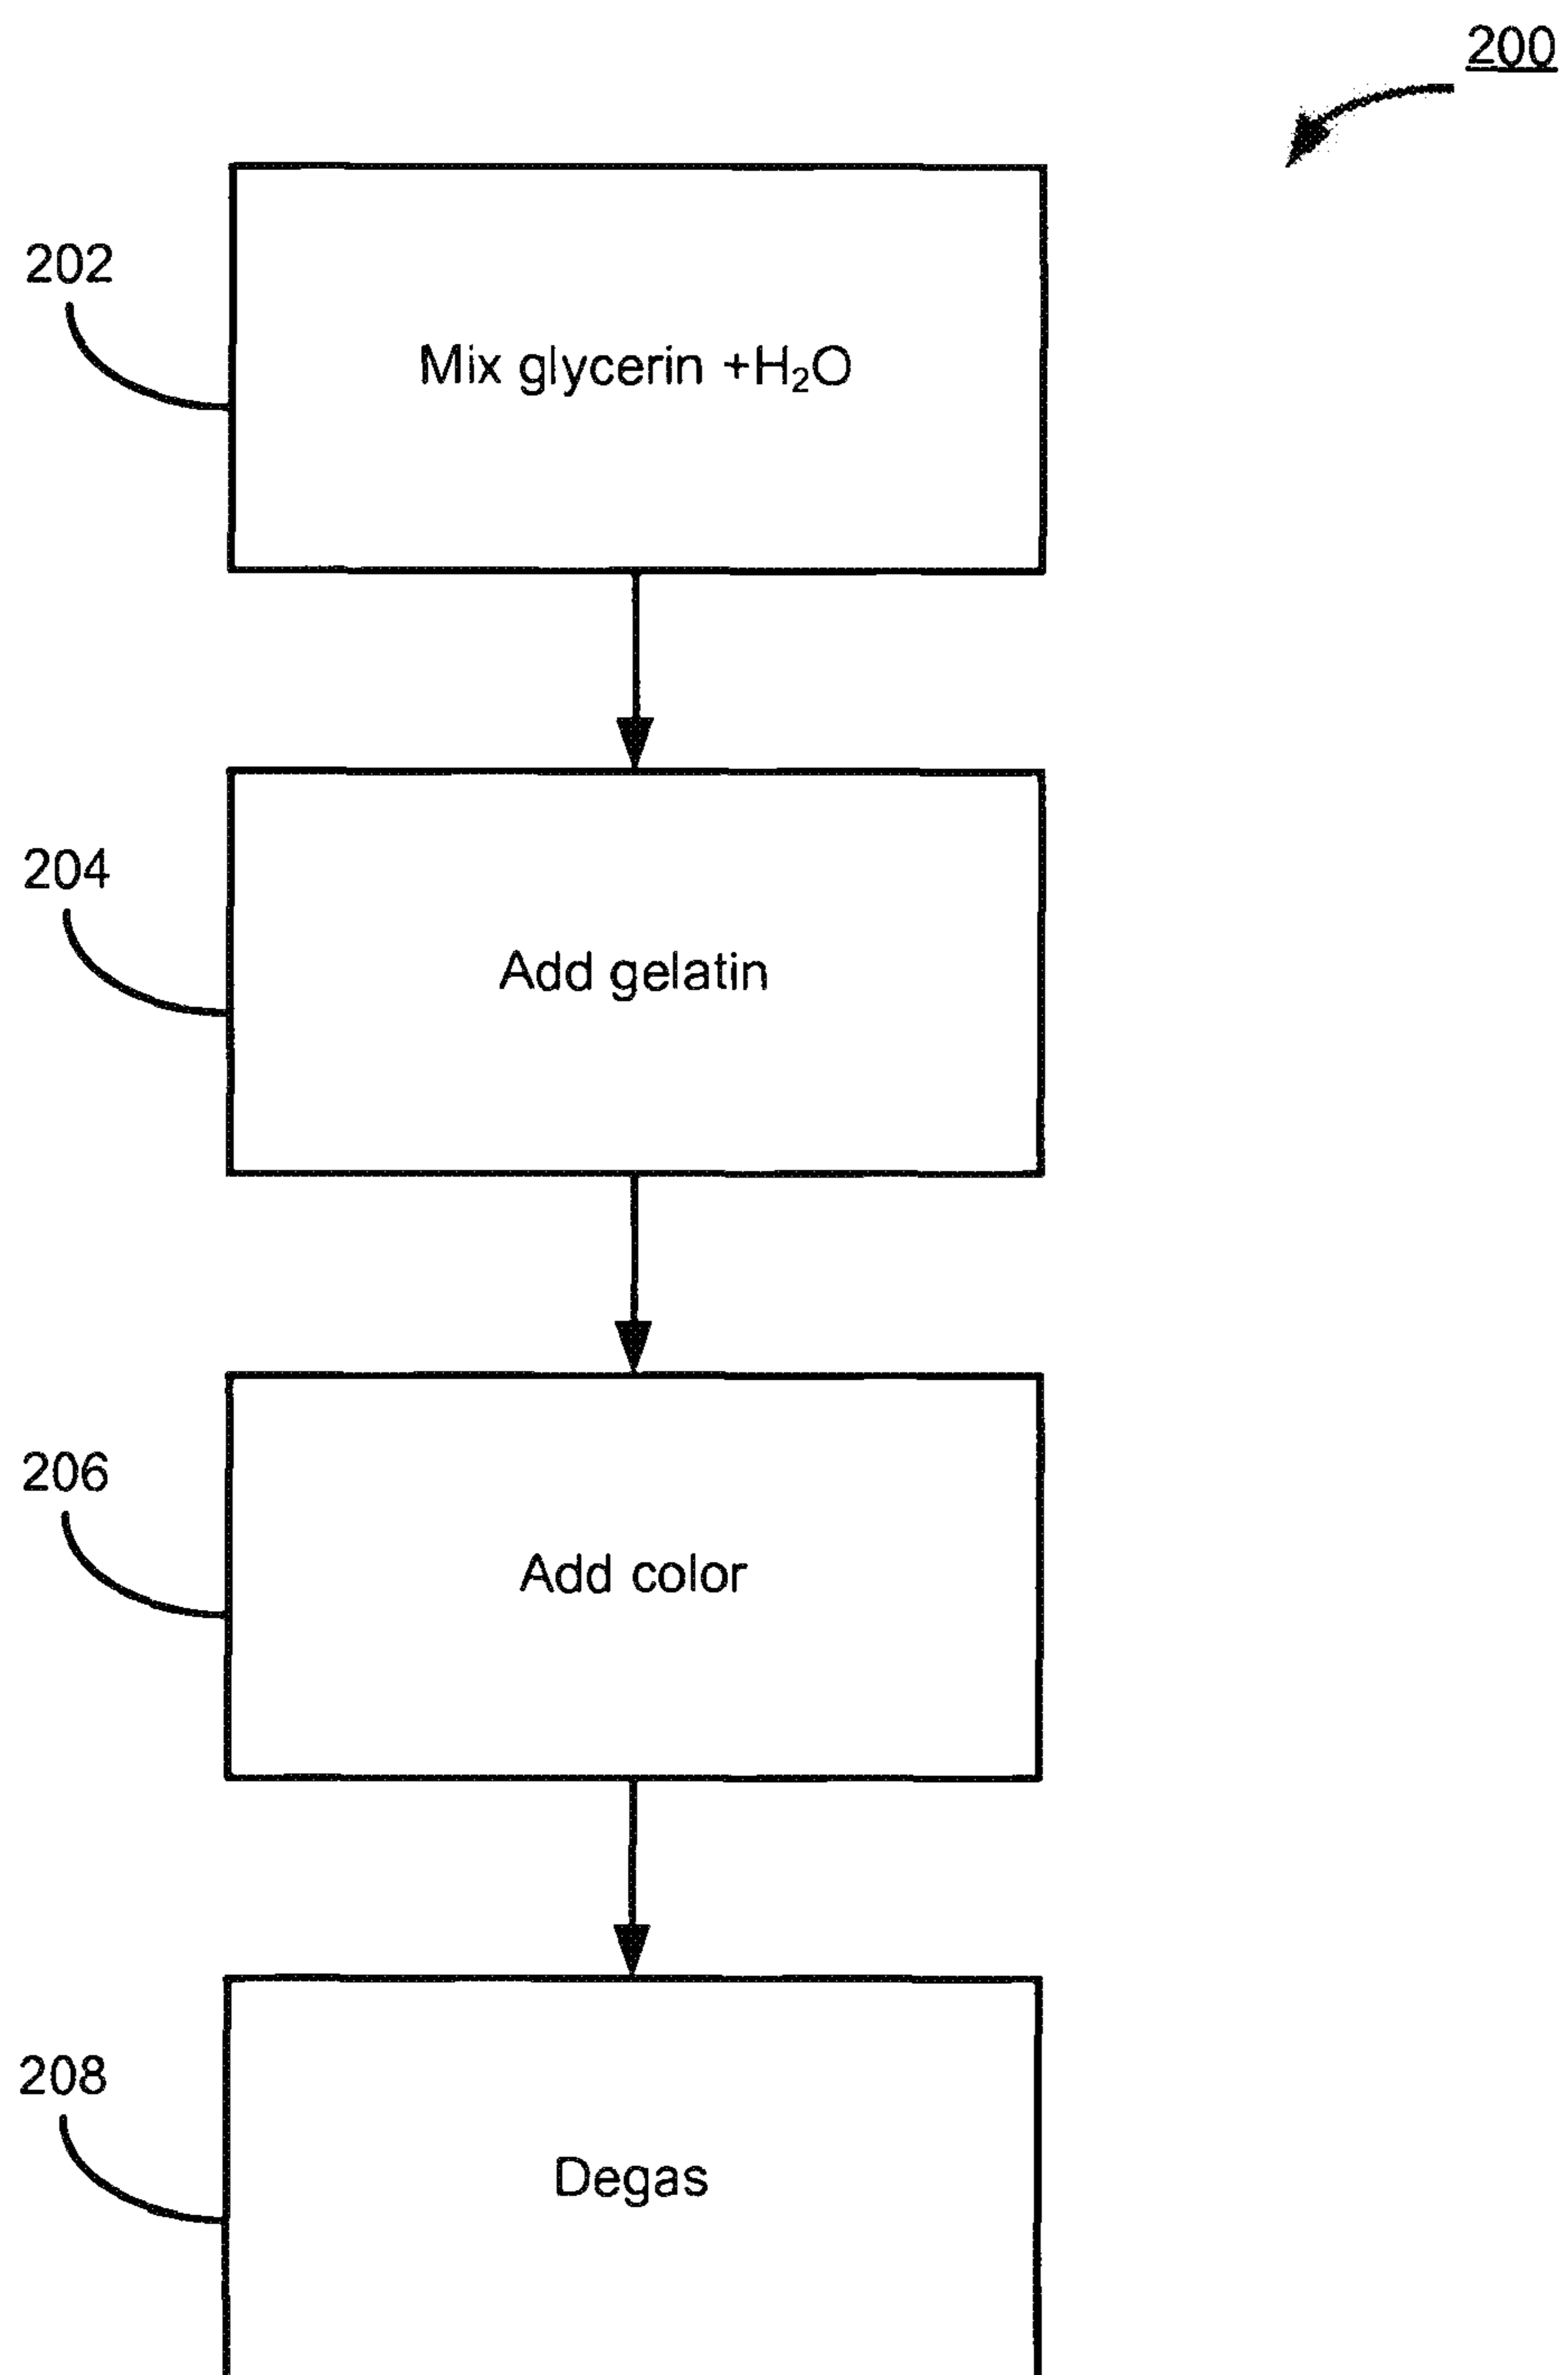 200
202
Mix glycerin +H₂O
204
Add gelatin
206
Add color
208
Degas